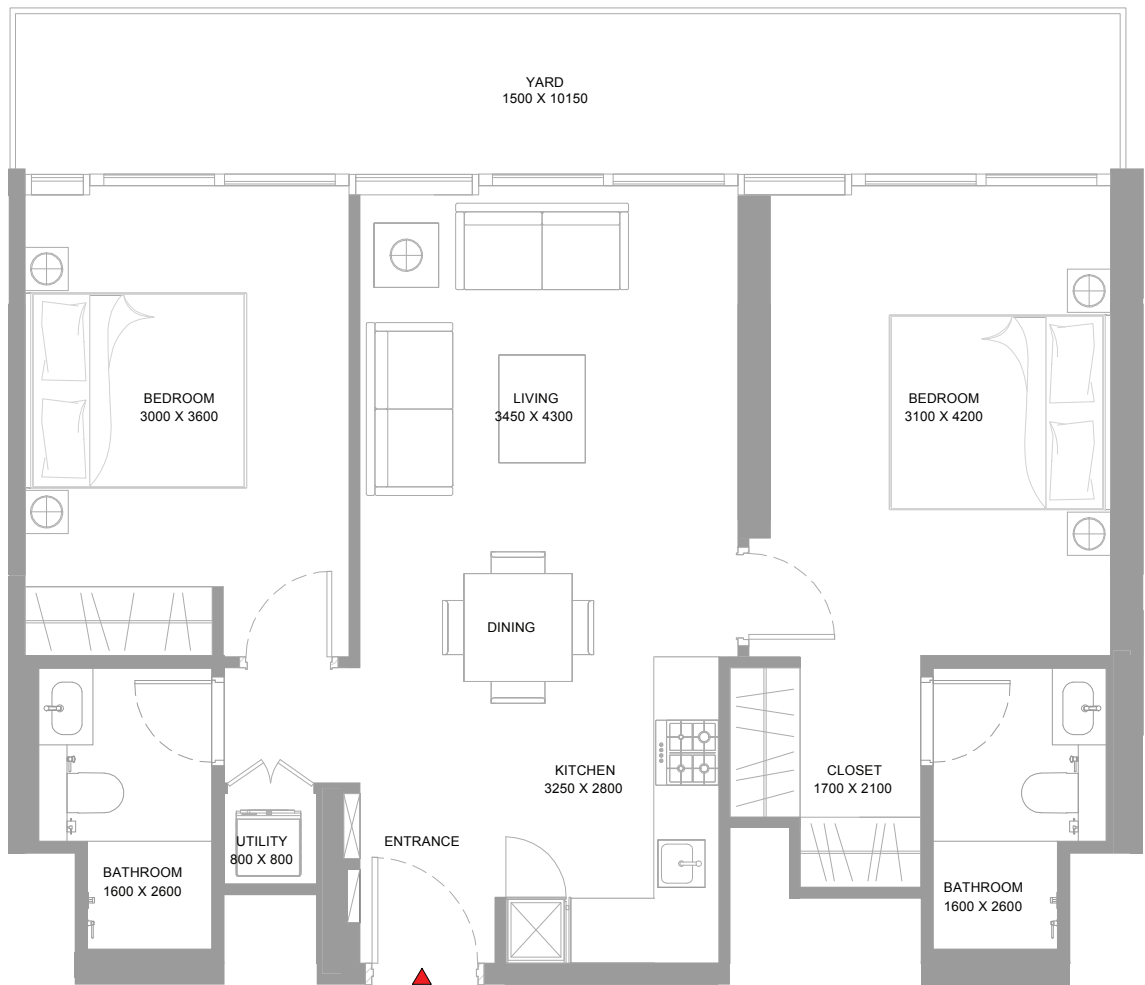 YARD
1500 X 10150
BEDROOM
3000 X 3600
LIVING
3450 X 4300
BEDROOM
3100 X 4200
DINING
KITCHEN
3250 X 2800
CLOSET
1700 X 2100
ENTRANCE
UTILITY
800 X 800
BATHROOM
1600 X 2600
BATHROOM
1600 X 2600